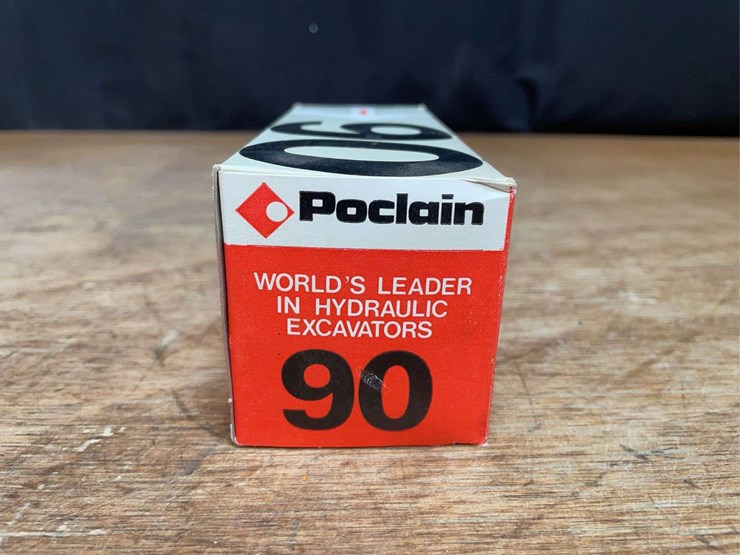 90
Poclain
WORLD'S LEADER
IN HYDRAULIC
EXCAVATORS
90